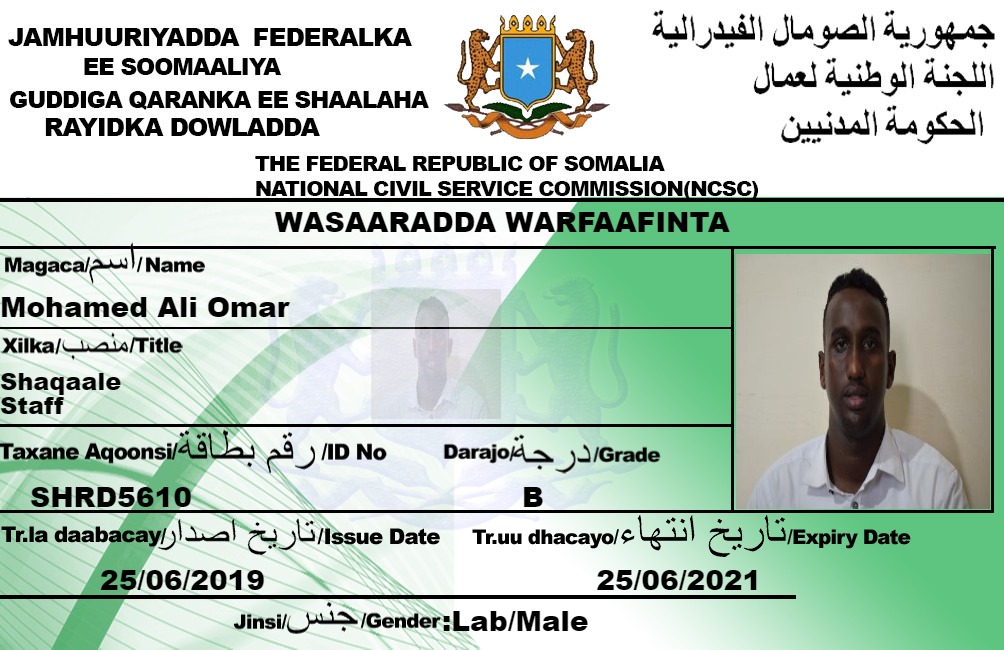 JAMHUURIYADDA FEDERALKA
EE SOOMAALIYA
GUDDIGA QARANKA EE SHAALAHA
RAYIDKA DOWLADDA
جمهورية الصومال الفيدرالية
اللجنة الوطنية لعمال
الحكومة المدنيين
THE FEDERAL REPUBLIC OF SOMALIA
NATIONAL CIVIL SERVICE COMMISSION(NCSC)
WASAARADDA WARFAAFINTA
Magaca/اسم/Name
Mohamed Ali Omar
Xilka/منصب/Title
Shaqaale
Staff
Taxane Aqoonsi/رقم بطاقة/ID No
Darajo/درجة/Grade
SHRD5610
B
Tr.la daabacay/تاريخ اصدار/Issue Date
Tr.uu dhacayo/تاريخ انتهاء/Expiry Date
25/06/2019
25/06/2021
Jinsi/جنس/Gender:Lab/Male